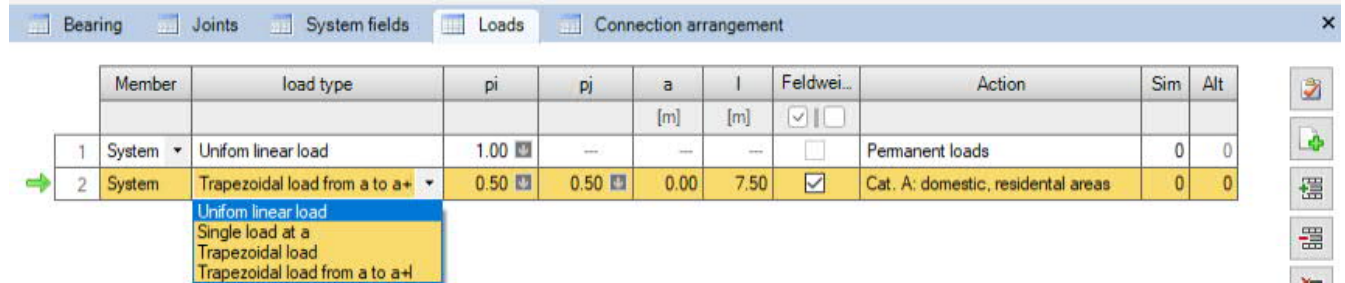 Bearing Joints System fields Loads Connection arrangement
Member load type pi pj a l Feldwei... Action Sim Alt
[m] [m]
1 System Unifom linear load 1.00 --- --- --- Permanent loads 0 0
2 System Trapezoidal load from a to a+ 0.50 0.50 0.00 7.50 Cat. A: domestic, residental areas 0 0
Unifom linear load
Single load at a
Trapezoidal load
Trapezoidal load from a to a+l